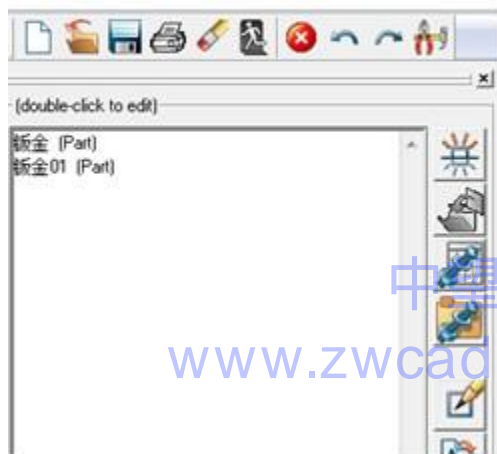 (double-click to edit)
钣金 (Part)
钣金01 (Part)
中望
www.zwcad